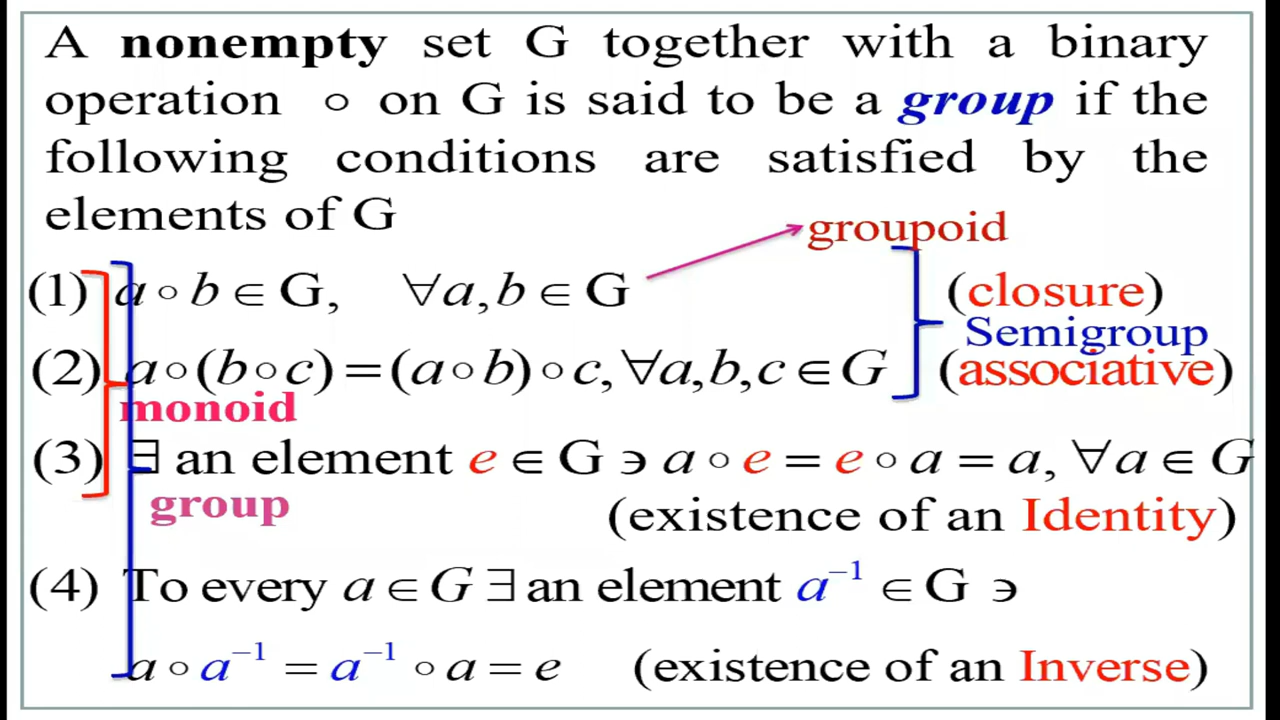 A nonempty set G together with a binary
operation ∘ on G is said to be a group if the
following conditions are satisfied by the
elements of G
groupoid
(1) a∘b∈G, ∀a,b∈G (closure)
Semigroup
(2) a∘(b∘c)=(a∘b)∘c, ∀a,b,c∈G (associative)
monoid
(3) ∃ an element e∈G ∍ a∘e=e∘a=a, ∀a∈G
group
(existence of an Identity)
(4) To every a∈G ∃ an element a⁻¹ ∈G ∍
a∘a⁻¹=a⁻¹∘a=e (existence of an Inverse)